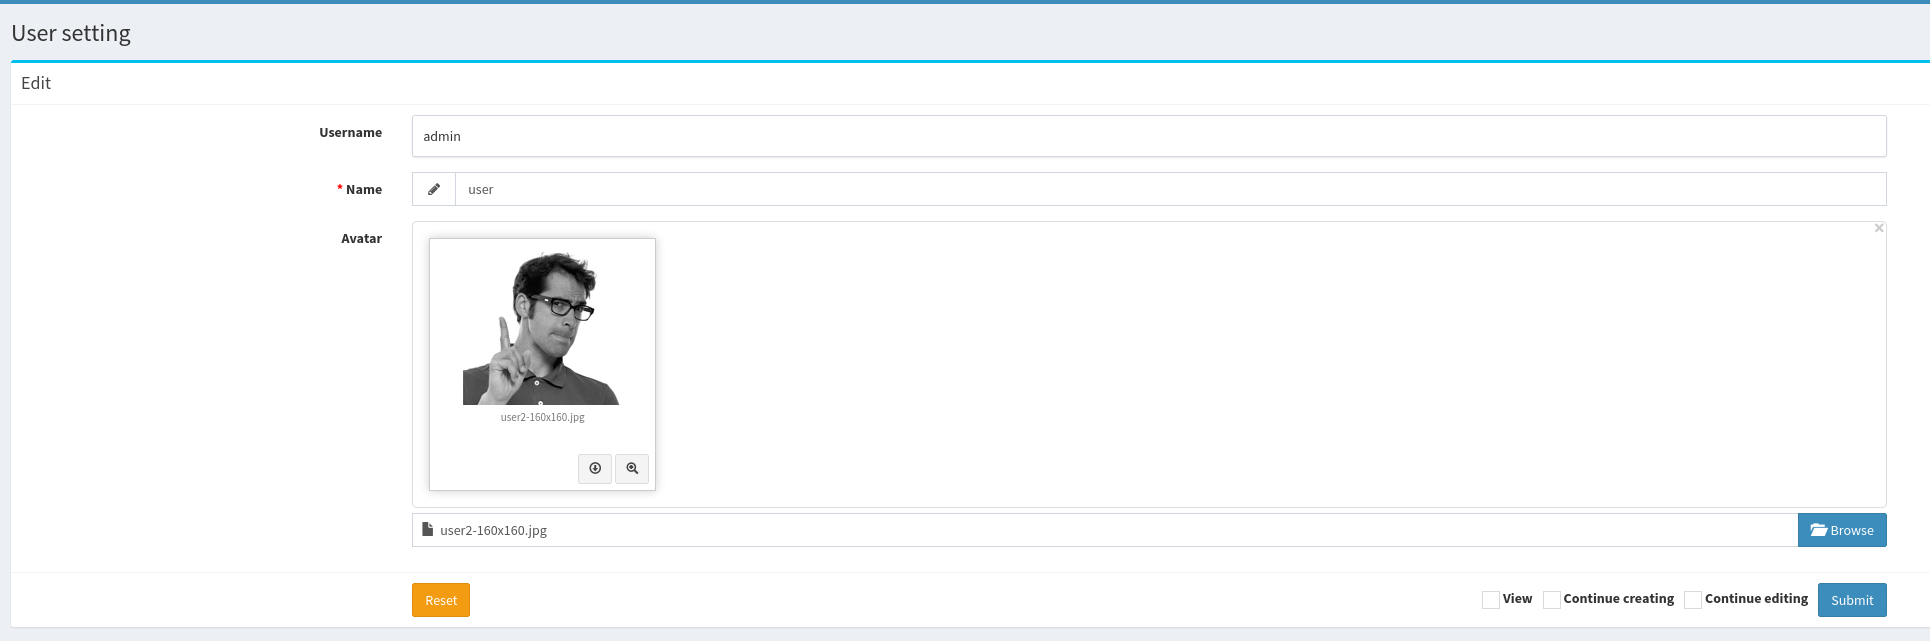 User setting
Edit
Username
admin
* Name
user
Avatar
×
user2-160x160.jpg
user2-160x160.jpg
Browse
Reset
View
Continue creating
Continue editing
Submit